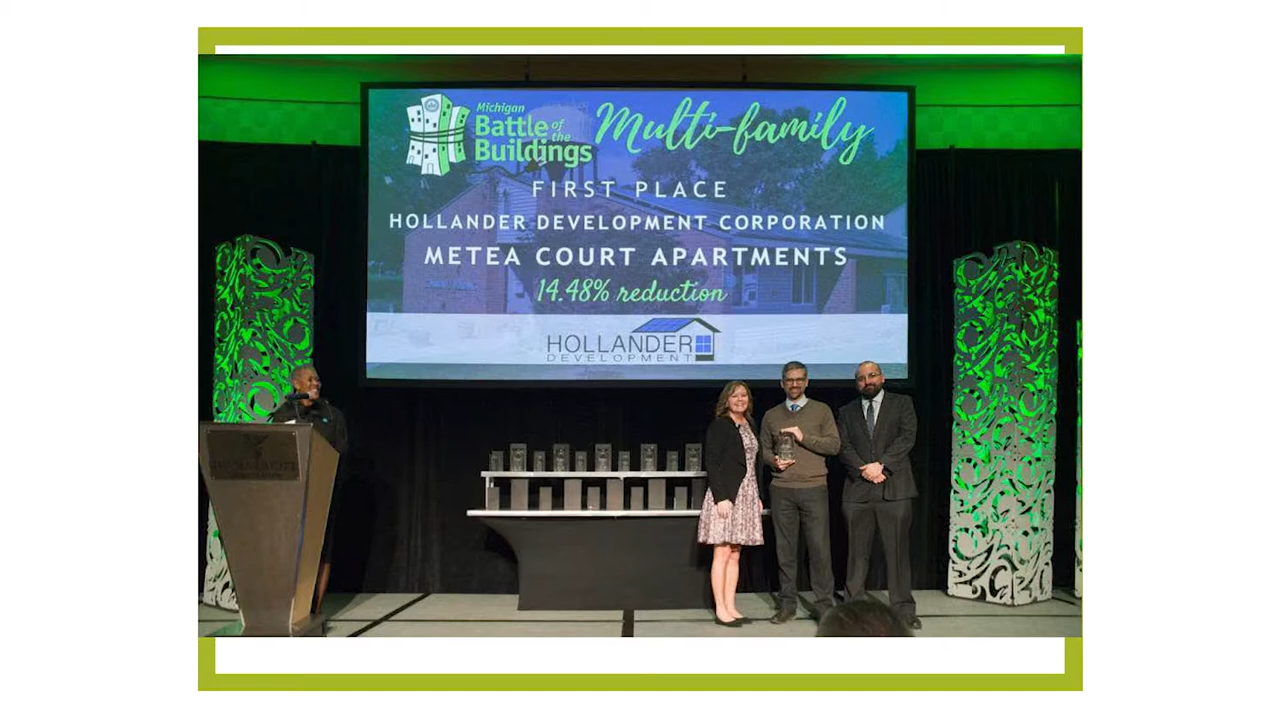 Michigan
Battle of the
Buildings
Multi-family
FIRST PLACE
HOLLANDER DEVELOPMENT CORPORATION
METEA COURT APARTMENTS
14.48% reduction
HOLLANDER
DEVELOPMENT